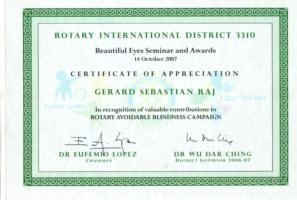 ROTARY INTERNATIONAL DISTRICT 3310
Beautiful Eyes Seminar and Awards
14 October 2007
CERTIFICATE OF APPRECIATION
GERARD SEBASTIAN RAJ
In recognition of valuable contributions to
ROTARY AVOIDABLE BLINDNESS CAMPAIGN
DR EUFEMIO LOPEZ
CHAIRMAN
DR WU DAR CHING
DISTRICT GOVERNOR 2006-07